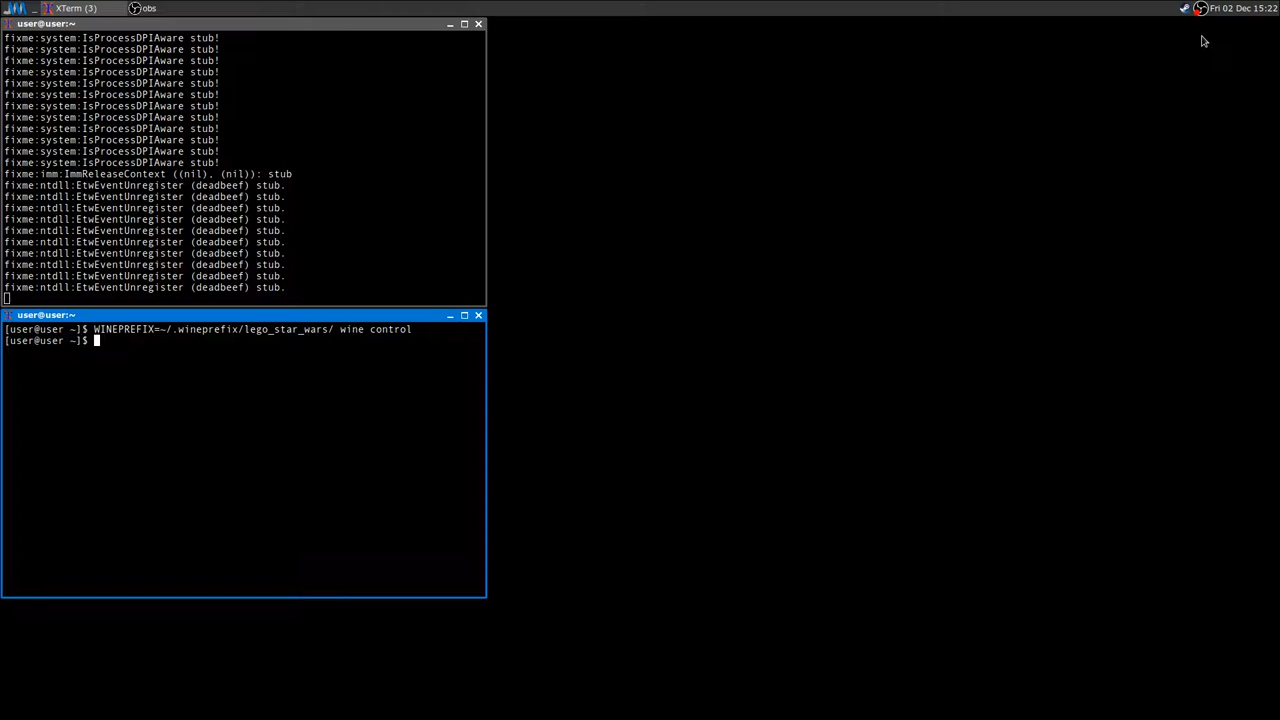 XTerm (3)
obs
Fri 02 Dec 15:22
user@user:~
fixme:system:IsProcessDPIAware stub!
fixme:system:IsProcessDPIAware stub!
fixme:system:IsProcessDPIAware stub!
fixme:system:IsProcessDPIAware stub!
fixme:system:IsProcessDPIAware stub!
fixme:system:IsProcessDPIAware stub!
fixme:system:IsProcessDPIAware stub!
fixme:system:IsProcessDPIAware stub!
fixme:system:IsProcessDPIAware stub!
fixme:system:IsProcessDPIAware stub!
fixme:system:IsProcessDPIAware stub!
fixme:system:IsProcessDPIAware stub!
fixme:imm:ImmReleaseContext ((nil), (nil)): stub
fixme:ntdll:EtwEventUnregister (deadbeef) stub.
fixme:ntdll:EtwEventUnregister (deadbeef) stub.
fixme:ntdll:EtwEventUnregister (deadbeef) stub.
fixme:ntdll:EtwEventUnregister (deadbeef) stub.
fixme:ntdll:EtwEventUnregister (deadbeef) stub.
fixme:ntdll:EtwEventUnregister (deadbeef) stub.
fixme:ntdll:EtwEventUnregister (deadbeef) stub.
fixme:ntdll:EtwEventUnregister (deadbeef) stub.
fixme:ntdll:EtwEventUnregister (deadbeef) stub.
fixme:ntdll:EtwEventUnregister (deadbeef) stub.
user@user:~
[user@user ~]$ WINEPREFIX=~/.wineprefix/lego_star_wars/ wine control
[user@user ~]$